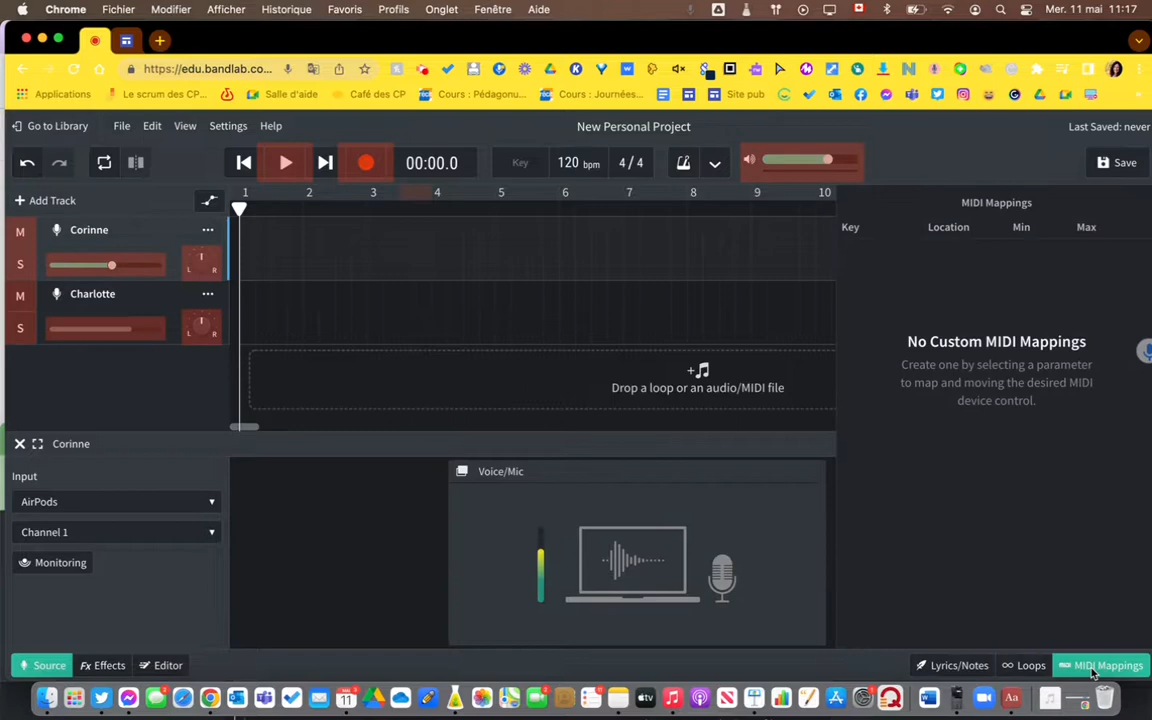 Chrome Fichier Modifier Afficher Historique Favoris Profils Onglet Fenêtre Aide Mer. 11 mai 11:17
https://edu.bandlab.co...
Applications Le scrum des CP... Salle d'aide Café des CP Cours : Pédagonu... Cours : Journées... Site pub
Go to Library File Edit View Settings Help New Personal Project Last Saved: never
00:00.0 Key 120 bpm 4/4 Save
Add Track 1 2 3 4 5 6 7 8 9 10 MIDI Mappings
M Corinne Key Location Min Max
S L R
M Charlotte
S L R
No Custom MIDI Mappings
Create one by selecting a parameter
to map and moving the desired MIDI
device control.
Drop a loop or an audio/MIDI file
Corinne
Input Voice/Mic
AirPods
Channel 1
Monitoring
Source Fx Effects Editor Lyrics/Notes Loops MIDI Mappings
MAI
11
tv
Aa